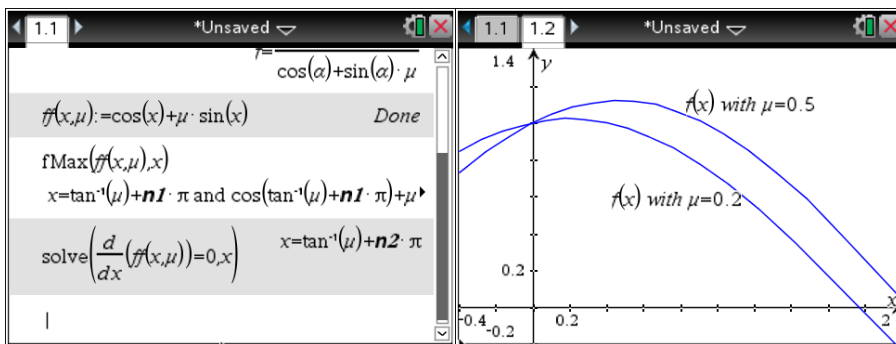 1.1
*Unsaved
f=
cos(α)+sin(α)·μ
ff(x,μ):=cos(x)+μ·sin(x)
Done
fMax(ff(x,μ),x)
x=tan⁻¹(μ)+n1·π and cos(tan⁻¹(μ)+n1·π)+μ▸
solve(d/dx(ff(x,μ))=0,x)
x=tan⁻¹(μ)+n2·π
1.1 1.2
*Unsaved
1.4 y
f(x) with μ=0.5
f(x) with μ=0.2
0.2
x
-0.4 0.2 2
-0.2